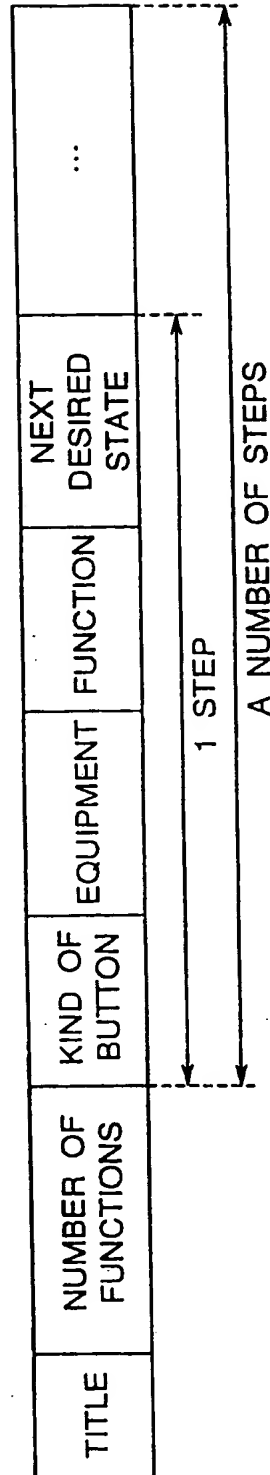 TITLE
NUMBER OF
FUNCTIONS
KIND OF
BUTTON
EQUIPMENT
FUNCTION
NEXT
DESIRED
STATE
...
1 STEP
A NUMBER OF STEPS